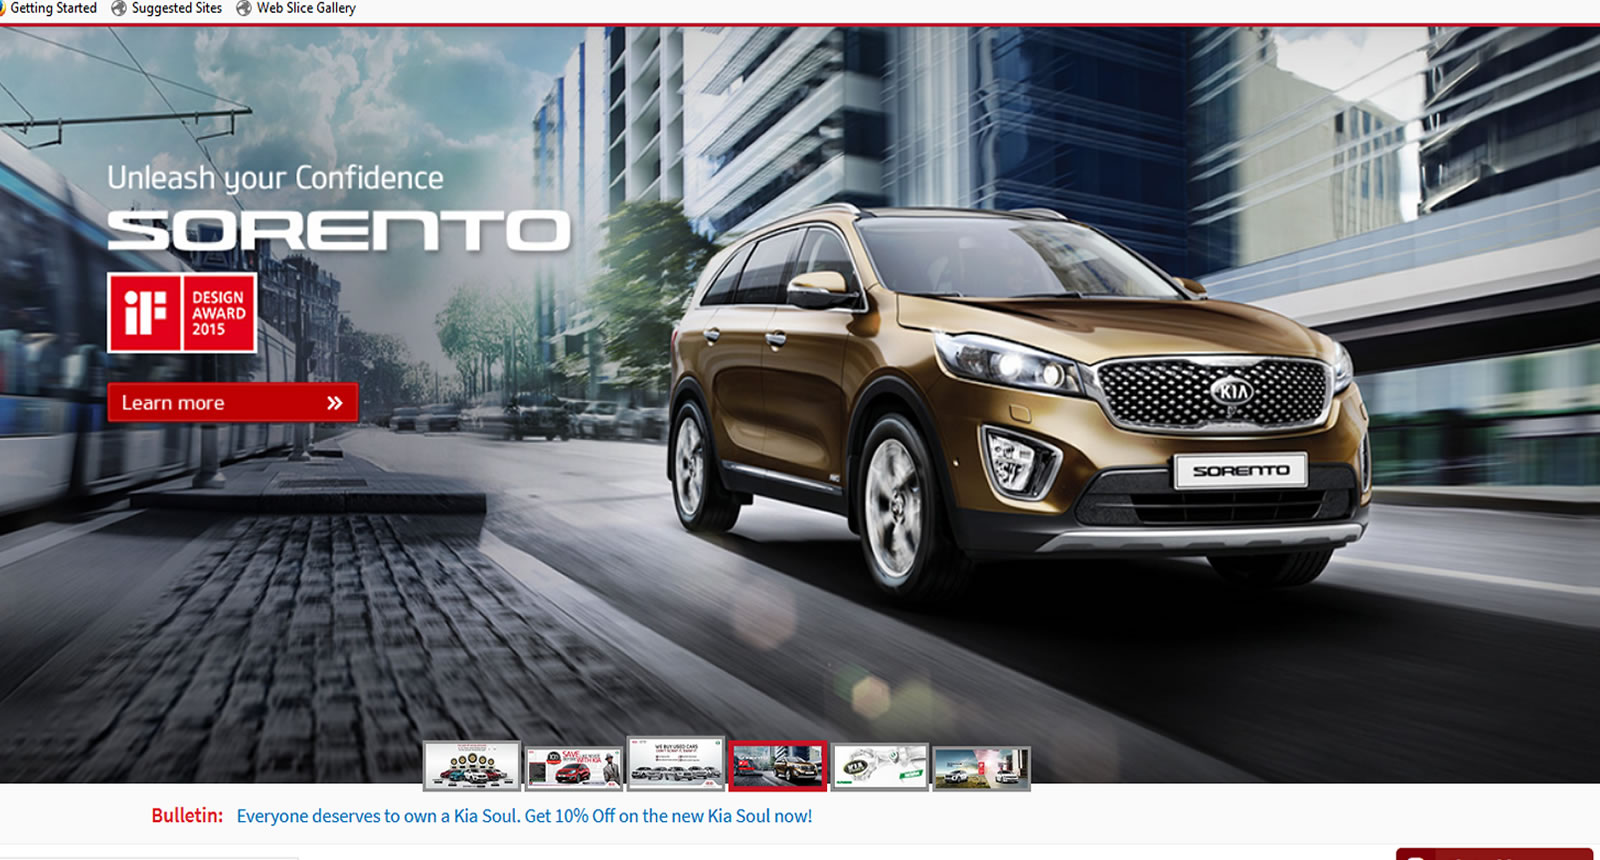 Getting Started Suggested Sites Web Slice Gallery
Unleash your Confidence
SORENTO
iF DESIGN
AWARD
2015
Learn more
KIA
SORENTO
WE BUY USED CARS
SAVE
WITH KIA
KIA
Bulletin: Everyone deserves to own a Kia Soul. Get 10% Off on the new Kia Soul now!